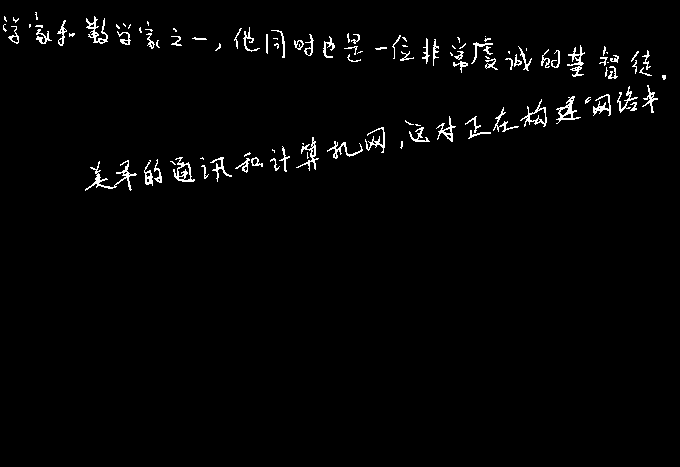 学家和数学家之一，他同时也是一位非常虔诚的基督徒．
美军的通讯和计算机网，这对正在构建“网络中